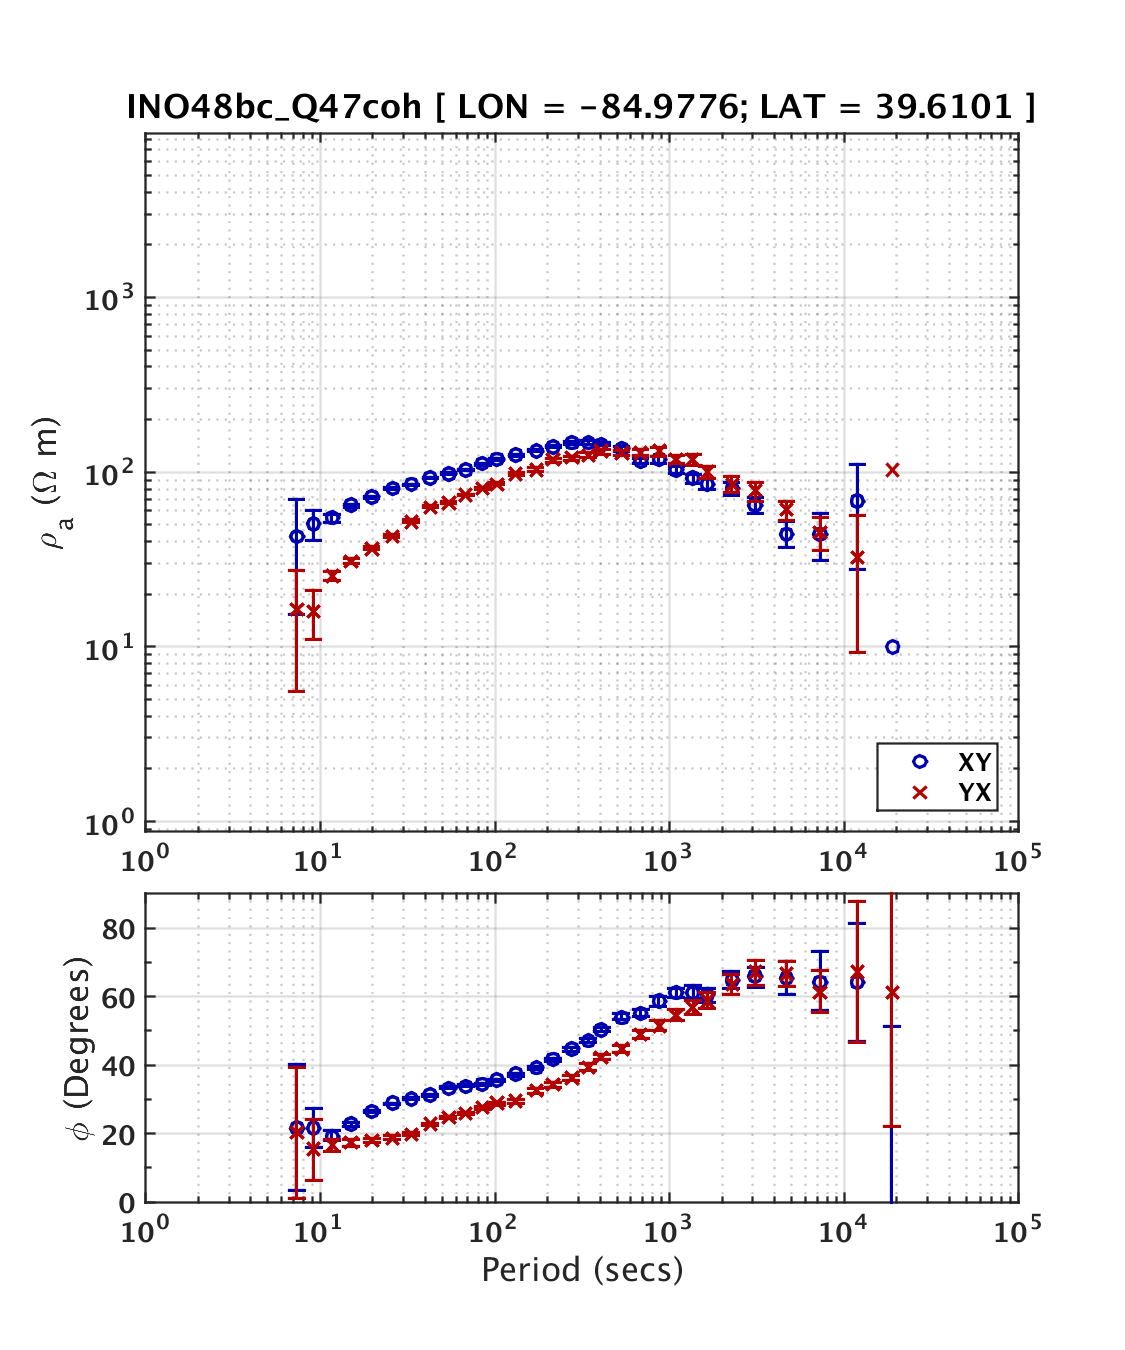 INO48bc_Q47coh [ LON = -84.9776; LAT = 39.6101 ]
10^3
10^2
10^1
10^0
ρ_a (Ω m)
XY
YX
10^0 10^1 10^2 10^3 10^4 10^5
80
60
40
20
0
φ (Degrees)
10^0 10^1 10^2 10^3 10^4 10^5
Period (secs)